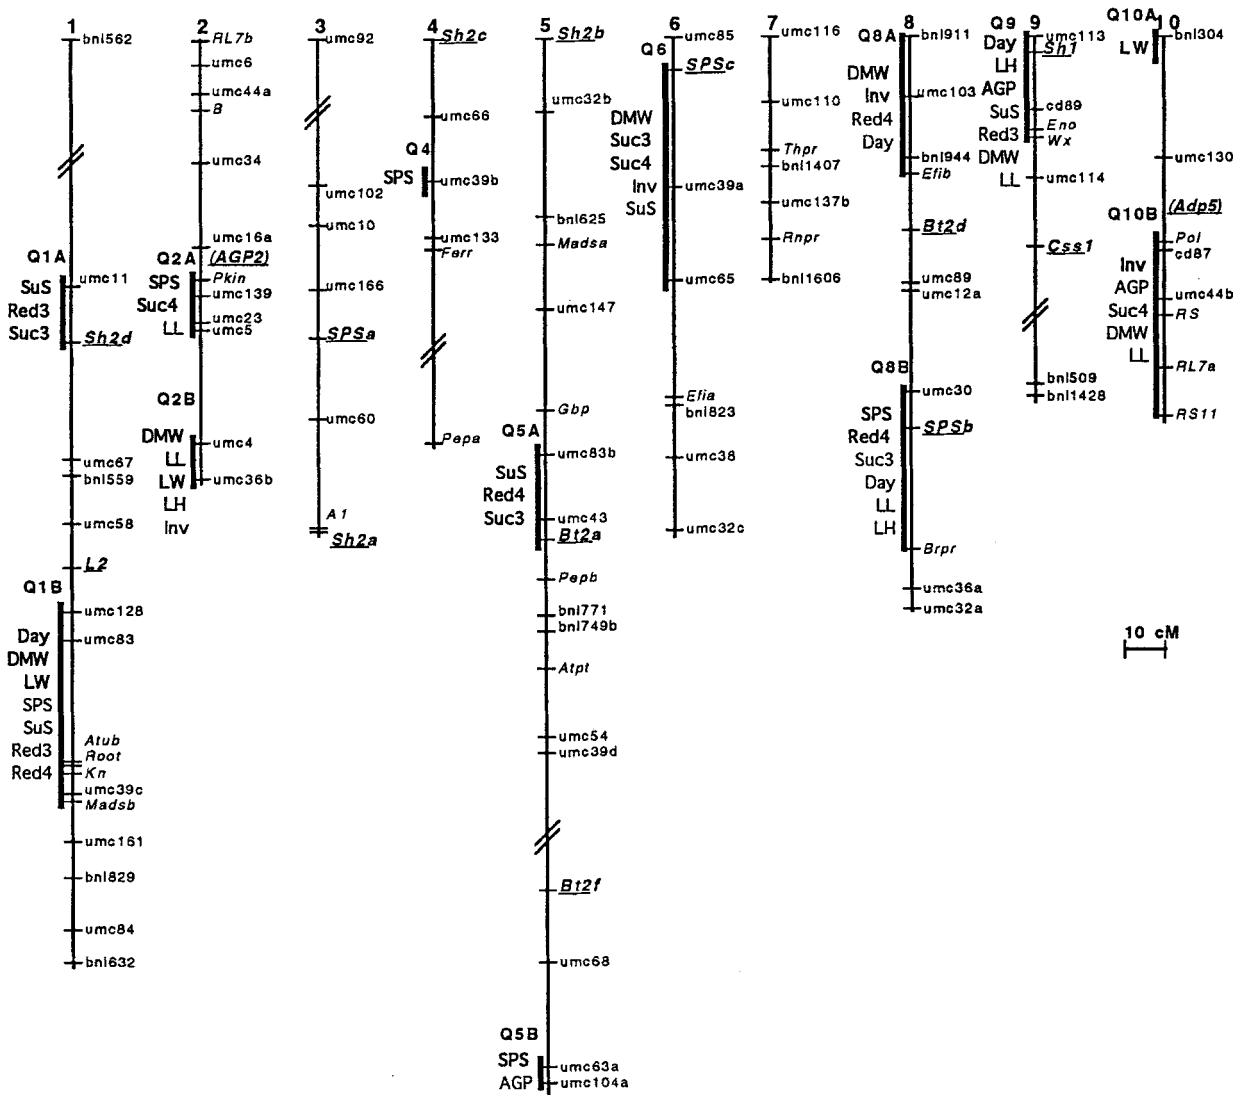 1
bnl562
umc11
Sh2d
umc67
bnl559
umc58
L2
umc128
umc83
Atub
Root
Kn
umc39c
Madsb
umc161
bnl829
umc84
bnl632
Q1A
SuS
Red3
Suc3
Q1B
Day
DMW
LW
SPS
SuS
Red3
Red4
2
RL7b
umc6
umc44a
B
umc34
umc16a
(AGP2)
Pkin
umc139
umc23
umc5
umc4
umc36b
Q2A
SPS
Suc4
LL
Q2B
DMW
LL
LW
LH
Inv
3
umc92
umc102
umc10
umc166
SPSa
umc60
A1
Sh2a
4
Sh2c
umc66
umc39b
umc133
Ferr
Pepa
Q4
SPS
5
Sh2b
umc32b
bnl625
Madsa
umc147
Gbp
umc83b
umc43
Bt2a
Pepb
bnl771
bnl749b
Atpt
umc54
umc39d
Bt2f
umc68
umc63a
umc104a
Q5A
SuS
Red4
Suc3
Q5B
SPS
AGP
6
umc85
SPSc
umc39a
umc65
Efia
bnl823
umc38
umc32c
Q6
DMW
Suc3
Suc4
Inv
SuS
7
umc116
umc110
Thpr
bnl1407
umc137b
Rnpr
bnl1606
8
bnl911
umc103
bnl944
Efib
Bt2d
umc89
umc12a
umc30
SPSb
Brpr
umc36a
umc32a
Q8A
DMW
Inv
Red4
Day
Q8B
SPS
Red4
Suc3
Day
LL
LH
9
umc113
Sh1
cd89
Eno
Wx
umc114
Css1
bnl509
bnl1428
Q9
Day
LH
AGP
SuS
Red3
DMW
LL
10
bnl304
umc130
(Adp5)
Pol
cd87
umc44b
RS
RL7a
RS11
Q10A
LW
Q10B
Inv
AGP
Suc4
DMW
LL
10 cM